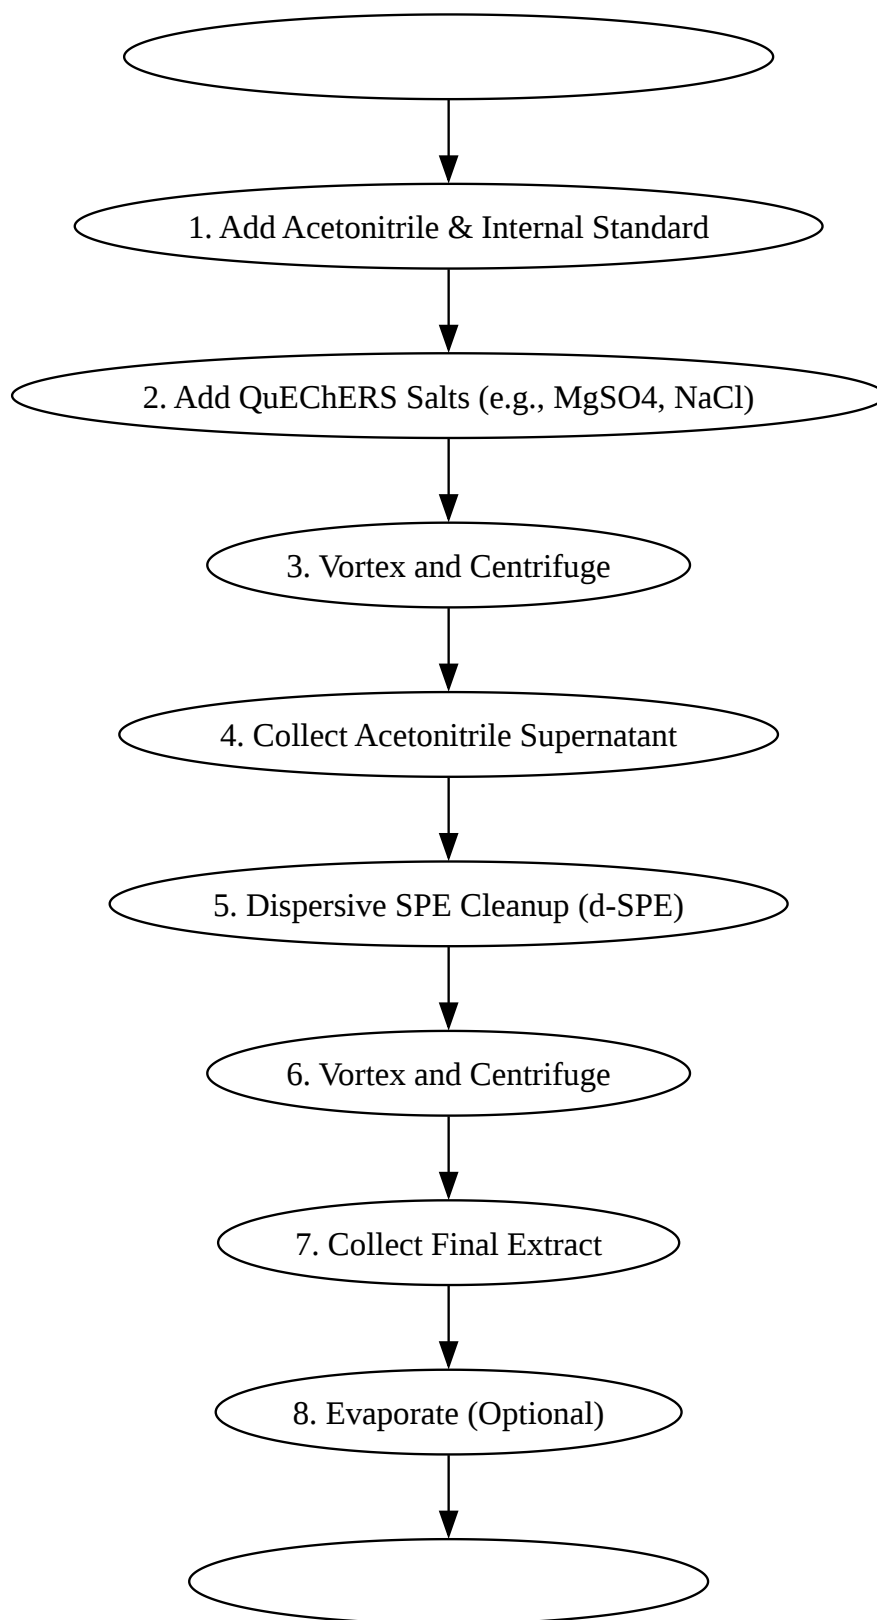 1. Add Acetonitrile & Internal Standard
2. Add QuEChERS Salts (e.g., MgSO4, NaCl)
3. Vortex and Centrifuge
4. Collect Acetonitrile Supernatant
5. Dispersive SPE Cleanup (d-SPE)
6. Vortex and Centrifuge
7. Collect Final Extract
8. Evaporate (Optional)